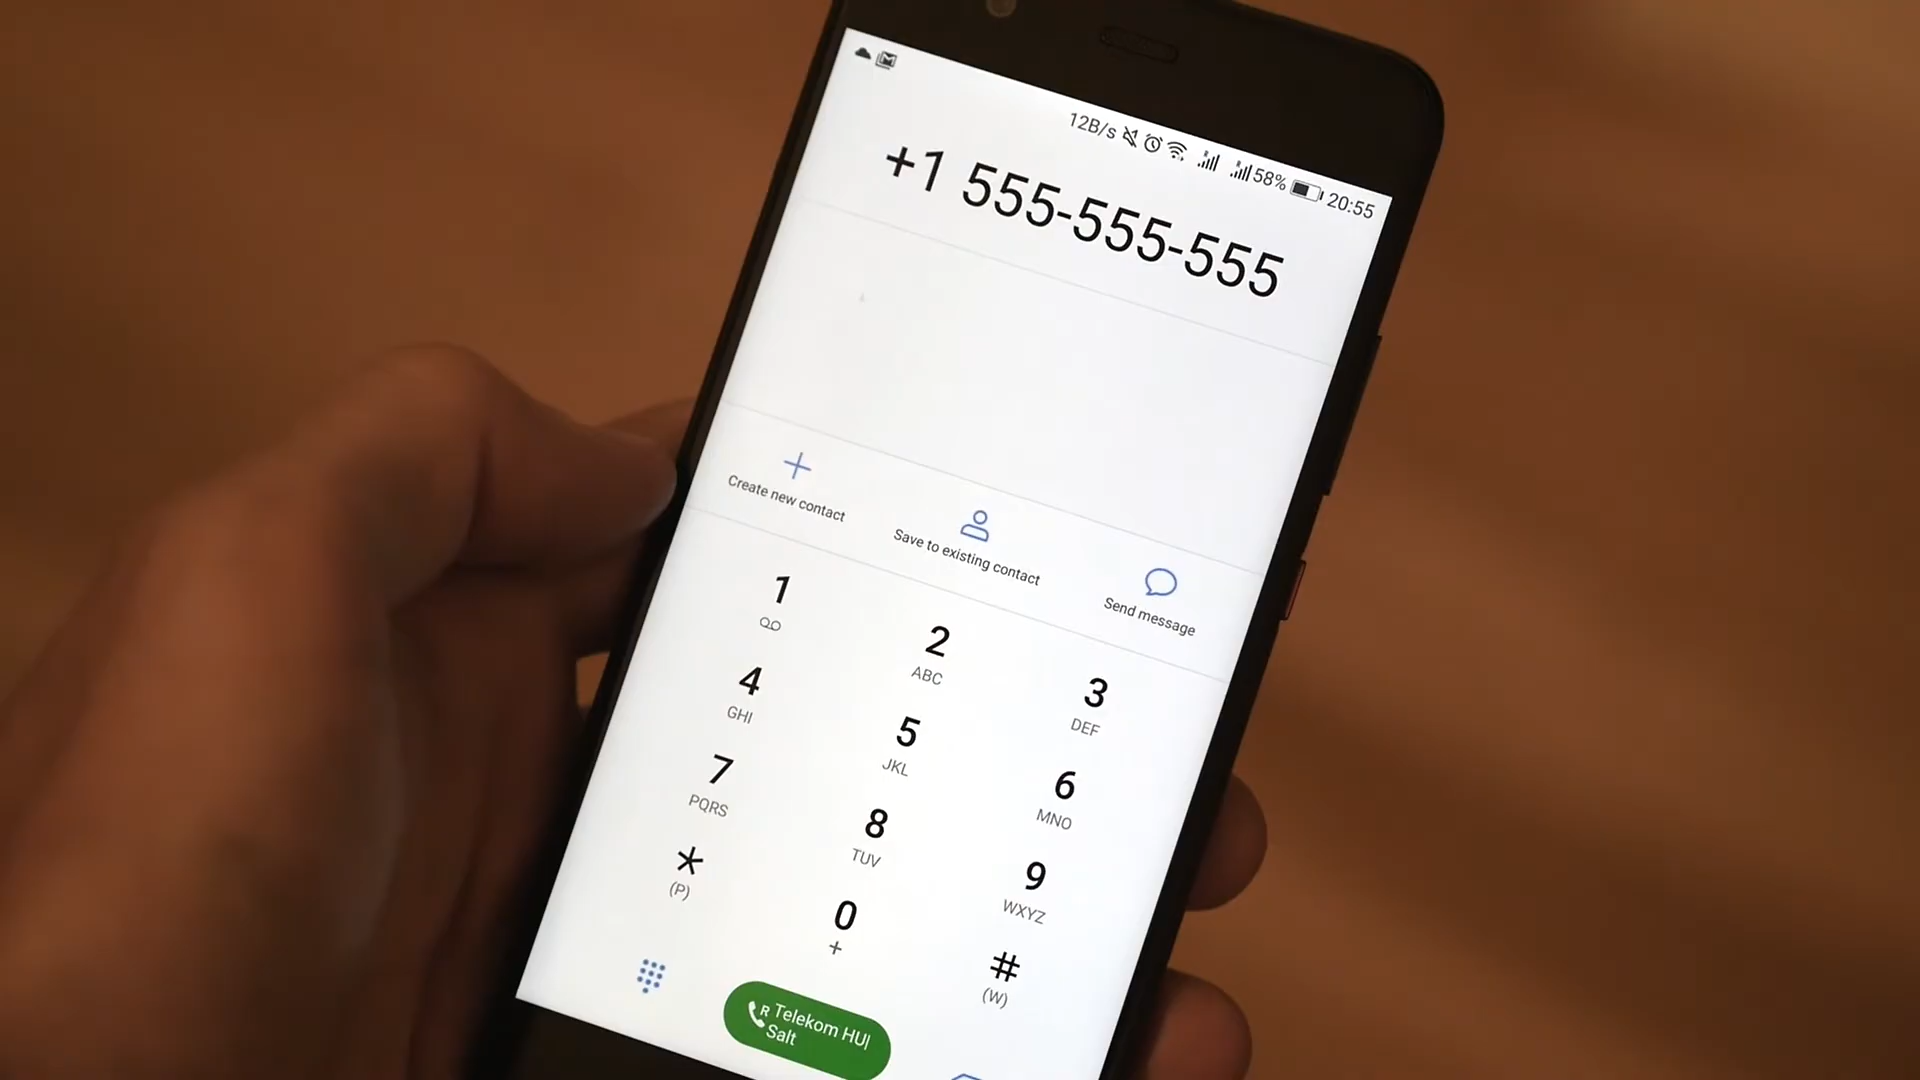 12B/s 58% 20:55
+1 555-555-555
Create new contact
Save to existing contact
Send message
1
2
ABC
3
DEF
4
GHI
5
JKL
6
MNO
7
PQRS
8
TUV
9
WXYZ
*
(P)
0
+
#
(W)
R Telekom HU|
Salt